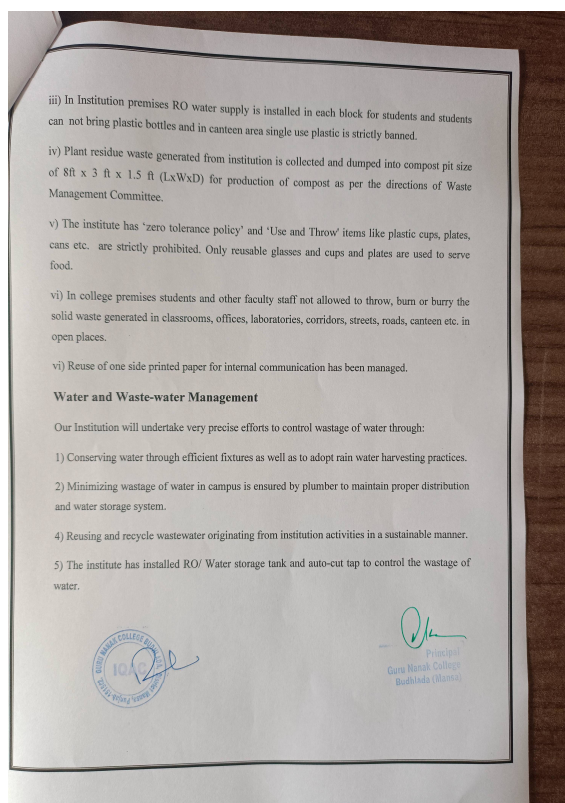 iii) In Institution premises RO water supply is installed in each block for students and students
can not bring plastic bottles and in canteen area single use plastic is strictly banned.
iv) Plant residue waste generated from institution is collected and dumped into compost pit size
of 8ft x 3 ft x 1.5 ft (LxWxD) for production of compost as per the directions of Waste
Management Committee.
v) The institute has ‘zero tolerance policy’ and ‘Use and Throw’ items like plastic cups, plates,
cans etc. are strictly prohibited. Only reusable glasses and cups and plates are used to serve
food.
vi) In college premises students and other faculty staff not allowed to throw, burn or burry the
solid waste generated in classrooms, offices, laboratories, corridors, streets, roads, canteen etc. in
open places.
vi) Reuse of one side printed paper for internal communication has been managed.
Water and Waste-water Management
Our Institution will undertake very precise efforts to control wastage of water through:
1) Conserving water through efficient fixtures as well as to adopt rain water harvesting practices.
2) Minimizing wastage of water in campus is ensured by plumber to maintain proper distribution
and water storage system.
4) Reusing and recycle wastewater originating from institution activities in a sustainable manner.
5) The institute has installed RO/ Water storage tank and auto-cut tap to control the wastage of
water.
GURU NANAK COLLEGE
IQAC
Principal
Guru Nanak College
Budhlada (Mansa)